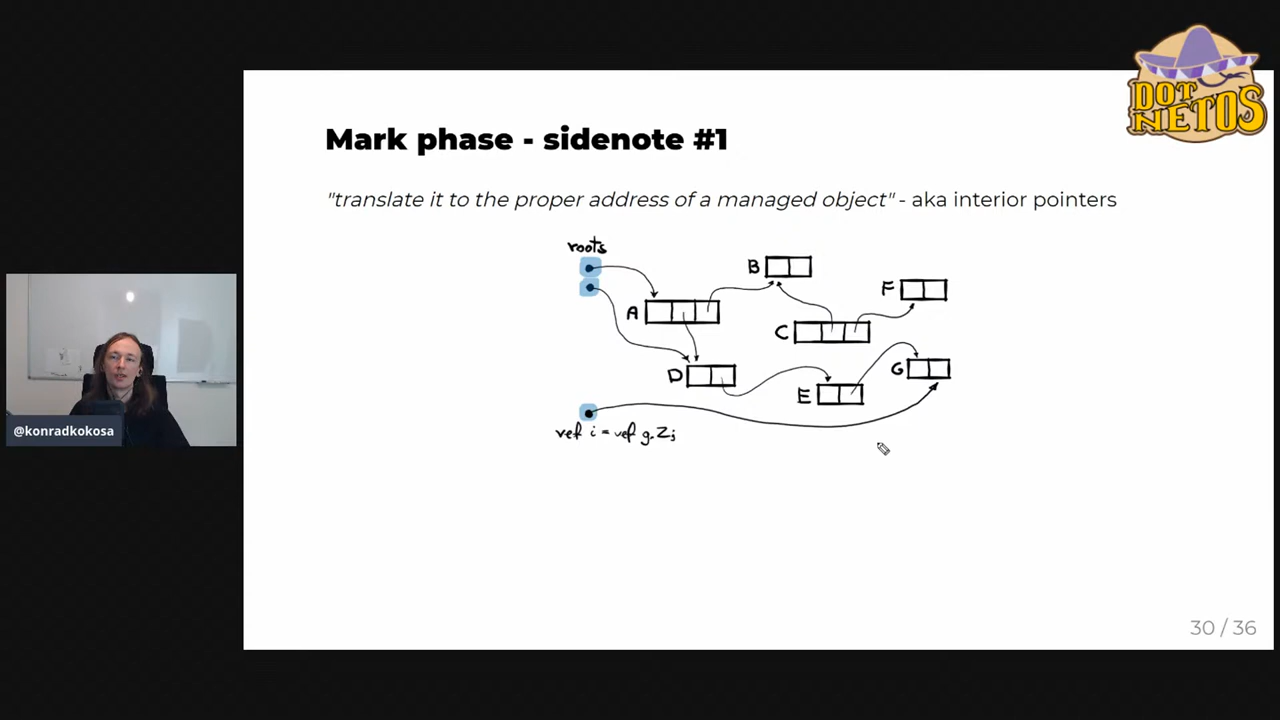 DOT
NETOS
Mark phase - sidenote #1
"translate it to the proper address of a managed object" - aka interior pointers
roots
B
F
A
C
G
D
E
ref i = ref g.Z;
@konradkokosa
30 / 36